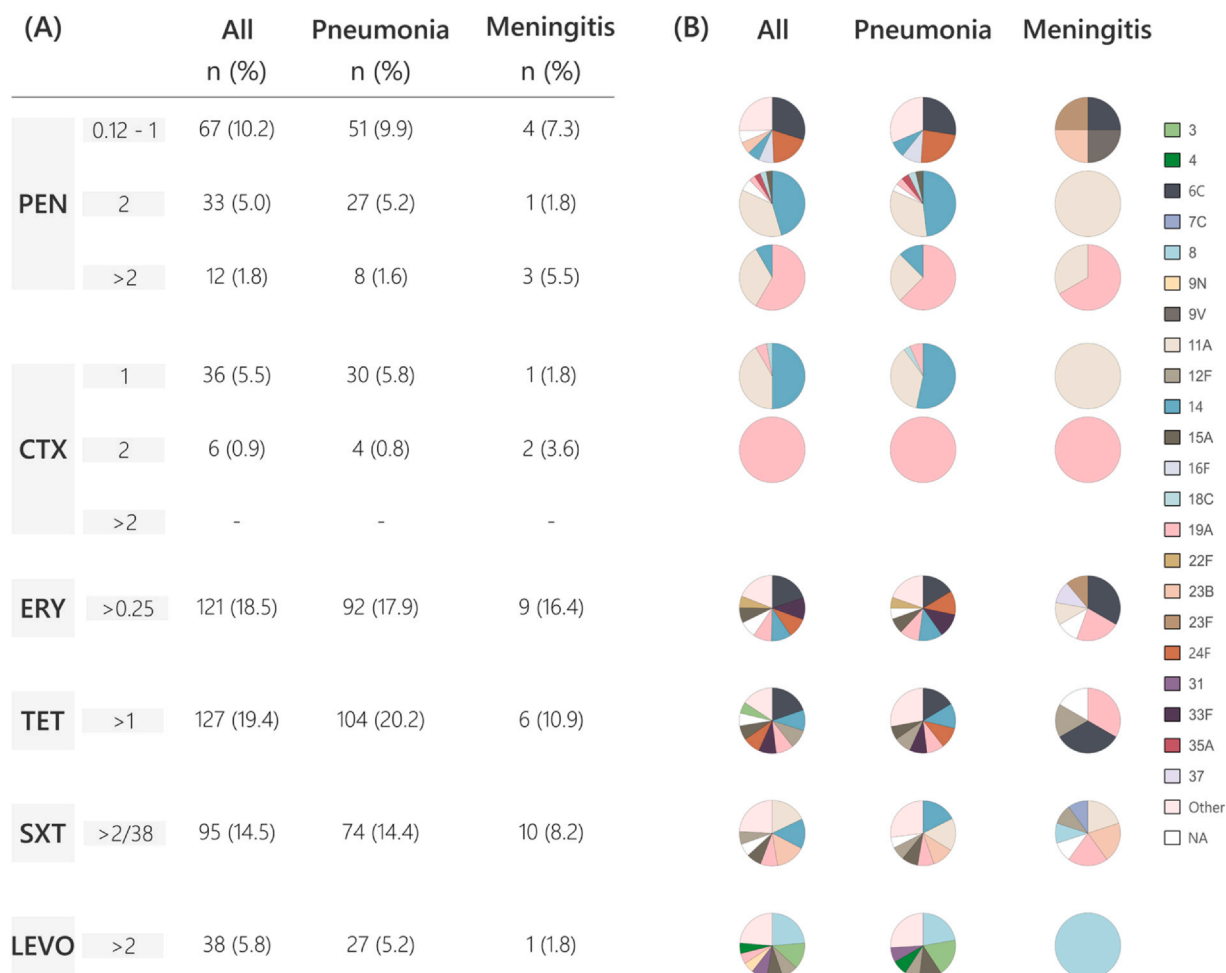 (A) All Pneumonia Meningitis (B) All Pneumonia Meningitis
n (%) n (%) n (%)
PEN
0.12 - 1 67 (10.2) 51 (9.9) 4 (7.3)
2 33 (5.0) 27 (5.2) 1 (1.8)
>2 12 (1.8) 8 (1.6) 3 (5.5)
CTX
1 36 (5.5) 30 (5.8) 1 (1.8)
2 6 (0.9) 4 (0.8) 2 (3.6)
>2 - - -
ERY >0.25 121 (18.5) 92 (17.9) 9 (16.4)
TET >1 127 (19.4) 104 (20.2) 6 (10.9)
SXT >2/38 95 (14.5) 74 (14.4) 10 (8.2)
LEVO >2 38 (5.8) 27 (5.2) 1 (1.8)
3
4
6C
7C
8
9N
9V
11A
12F
14
15A
16F
18C
19A
22F
23B
23F
24F
31
33F
35A
37
Other
NA